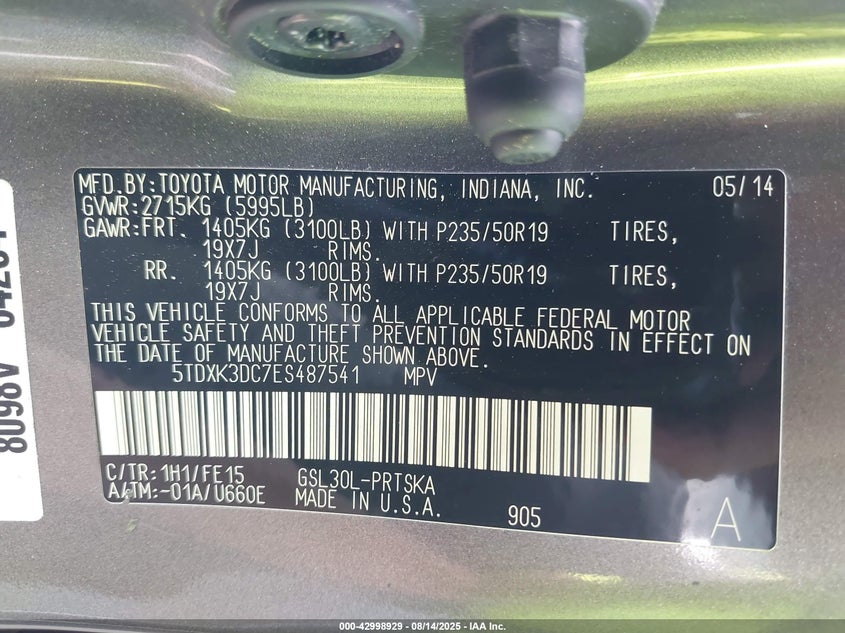 MFD.BY:TOYOTA MOTOR MANUFACTURING, INDIANA, INC. 05/14
GVWR:2715KG (5995LB)
GAWR:FRT. 1405KG (3100LB) WITH P235/50R19 TIRES,
19X7J RIMS.
RR. 1405KG (3100LB) WITH P235/50R19 TIRES,
19X7J RIMS.
THIS VEHICLE CONFORMS TO ALL APPLICABLE FEDERAL MOTOR
VEHICLE SAFETY AND THEFT PREVENTION STANDARDS IN EFFECT ON
THE DATE OF MANUFACTURE SHOWN ABOVE.
5TDXK3DC7ES487541 MPV
C/TR:1H1/FE15 GSL30L-PRTSKA
A/TM:-01A/U660E MADE IN U.S.A.
905 A
000-42998929 - 08/14/2025 - IAA Inc.